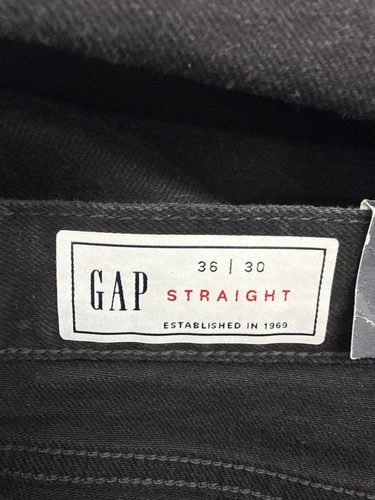 GAP
36 | 30
STRAIGHT
ESTABLISHED IN 1969